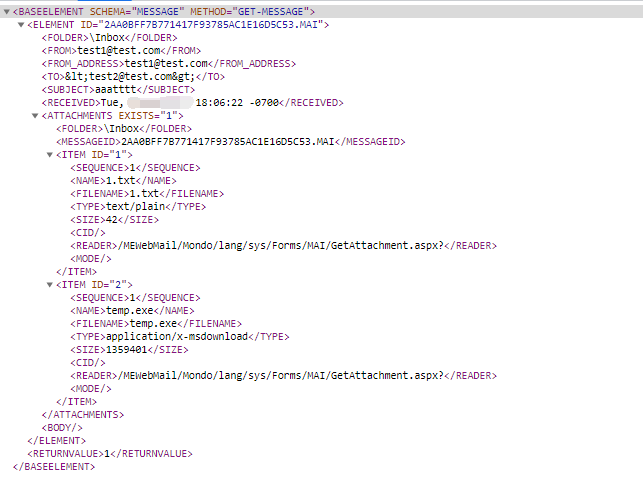 <BASEELEMENT SCHEMA="MESSAGE" METHOD="GET-MESSAGE">
<ELEMENT ID="2AA0BFF7B771417F93785AC1E16D5C53.MAI">
<FOLDER>\Inbox</FOLDER>
<FROM>test1@test.com</FROM>
<FROM_ADDRESS>test1@test.com</FROM_ADDRESS>
<TO>&lt;test2@test.com&gt;</TO>
<SUBJECT>aaatttt</SUBJECT>
<RECEIVED>Tue, 18:06:22 -0700</RECEIVED>
<ATTACHMENTS EXISTS="1">
<FOLDER>\Inbox</FOLDER>
<MESSAGEID>2AA0BFF7B771417F93785AC1E16D5C53.MAI</MESSAGEID>
<ITEM ID="1">
<SEQUENCE>1</SEQUENCE>
<NAME>1.txt</NAME>
<FILENAME>1.txt</FILENAME>
<TYPE>text/plain</TYPE>
<SIZE>42</SIZE>
<CID/>
<READER>/MEWebMail/Mondo/lang/sys/Forms/MAI/GetAttachment.aspx?</READER>
<MODE/>
</ITEM>
<ITEM ID="2">
<SEQUENCE>1</SEQUENCE>
<NAME>temp.exe</NAME>
<FILENAME>temp.exe</FILENAME>
<TYPE>application/x-msdownload</TYPE>
<SIZE>1359401</SIZE>
<CID/>
<READER>/MEWebMail/Mondo/lang/sys/Forms/MAI/GetAttachment.aspx?</READER>
<MODE/>
</ITEM>
</ATTACHMENTS>
<BODY/>
</ELEMENT>
<RETURNVALUE>1</RETURNVALUE>
</BASEELEMENT>